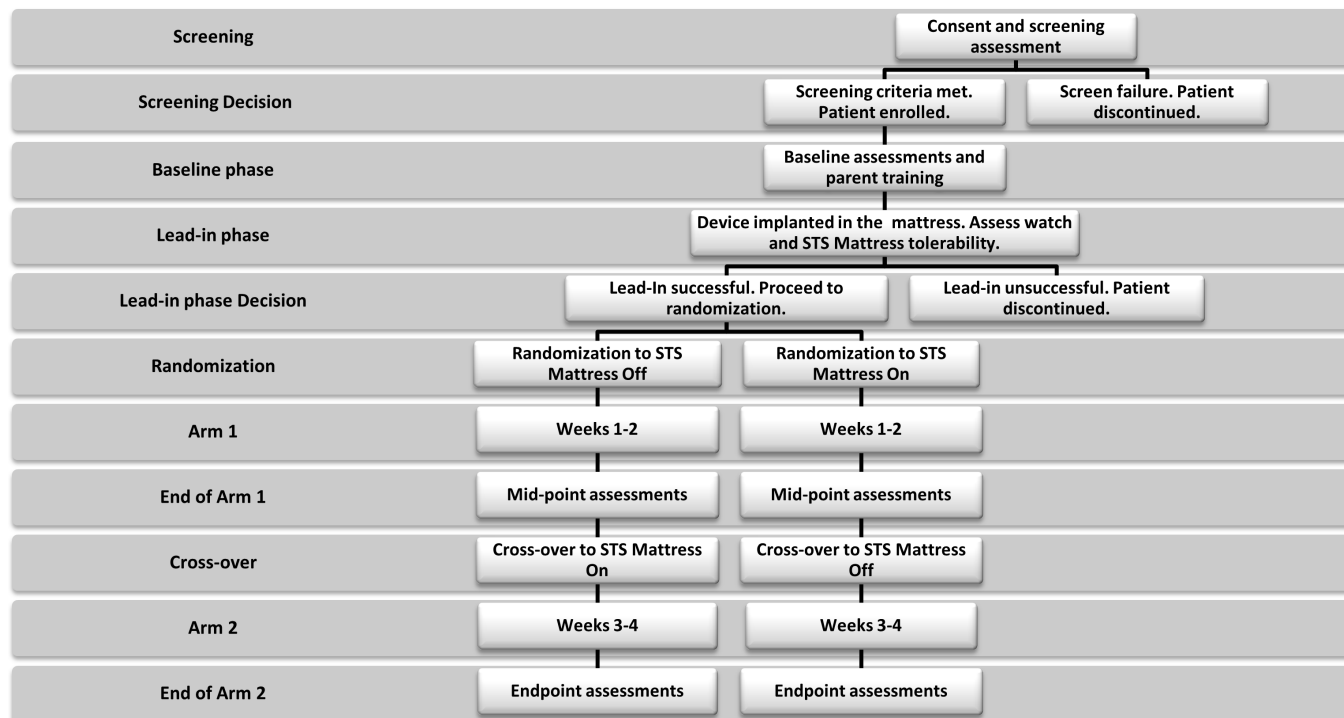 Screening
Consent and screening
assessment
Screening Decision
Screening criteria met.
Patient enrolled.
Screen failure. Patient
discontinued.
Baseline phase
Baseline assessments and
parent training
Lead-in phase
Device implanted in the mattress. Assess watch
and STS Mattress tolerability.
Lead-in phase Decision
Lead-In successful. Proceed to
randomization.
Lead-in unsuccessful. Patient
discontinued.
Randomization
Randomization to STS
Mattress Off
Randomization to STS
Mattress On
Arm 1
Weeks 1-2
Weeks 1-2
End of Arm 1
Mid-point assessments
Mid-point assessments
Cross-over
Cross-over to STS Mattress
On
Cross-over to STS Mattress
Off
Arm 2
Weeks 3-4
Weeks 3-4
End of Arm 2
Endpoint assessments
Endpoint assessments